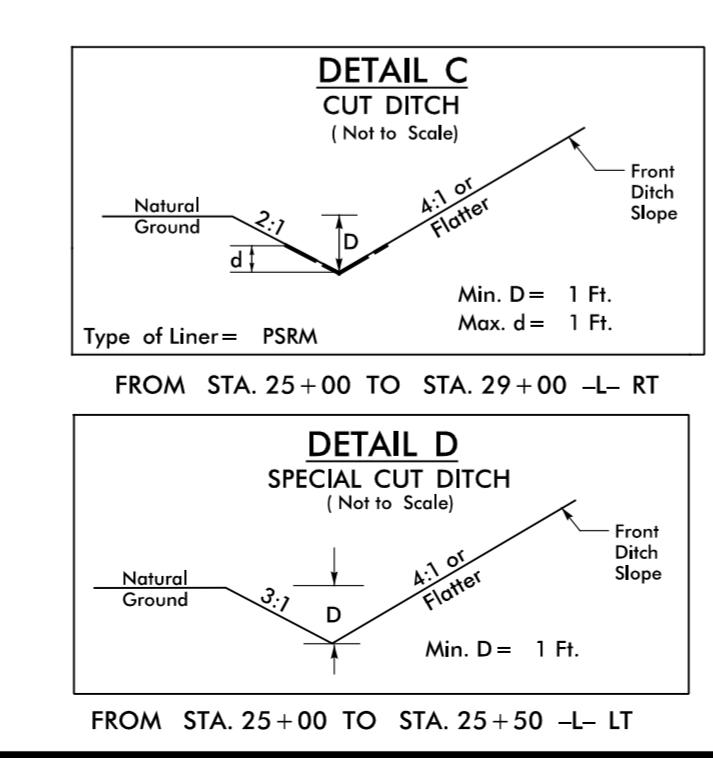 DETAIL C
CUT DITCH
( Not to Scale)
Natural
Ground
2:1
D
d
4:1 or
Flatter
Front
Ditch
Slope
Min. D = 1 Ft.
Max. d = 1 Ft.
Type of Liner = PSRM
FROM STA. 25+00 TO STA. 29+00 –L– RT
DETAIL D
SPECIAL CUT DITCH
( Not to Scale)
Natural
Ground
3:1
D
4:1 or
Flatter
Front
Ditch
Slope
Min. D = 1 Ft.
FROM STA. 25+00 TO STA. 25+50 –L– LT